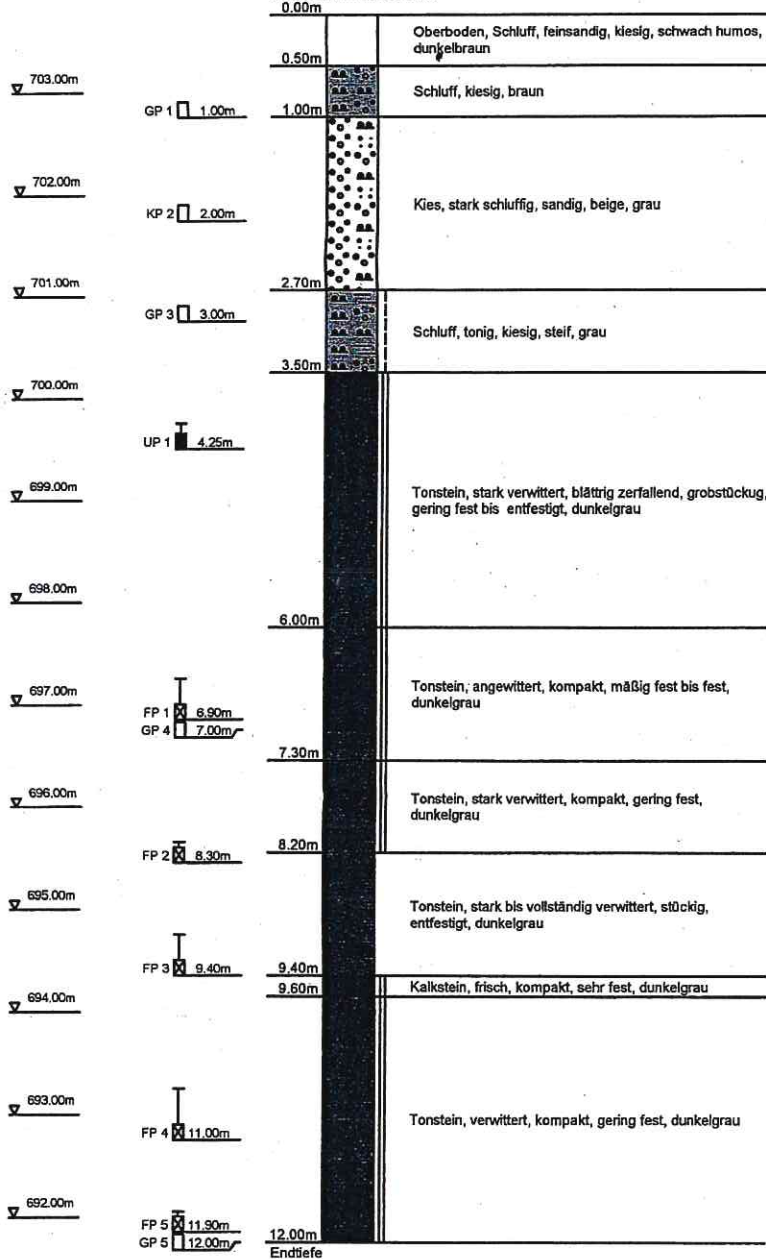 0.00m
Oberboden, Schluff, feinsandig, kiesig, schwach humos,
dunkelbraun
0.50m
703.00m
Schluff, kiesig, braun
GP 1 1.00m
1.00m
702.00m
KP 2 2.00m
Kies, stark schluffig, sandig, beige, grau
701.00m
2.70m
GP 3 3.00m
Schluff, tonig, kiesig, steif, grau
3.50m
700.00m
UP 1 4.25m
699.00m
Tonstein, stark verwittert, blättrig zerfallend, grobstückug,
gering fest bis entfestigt, dunkelgrau
698.00m
6.00m
697.00m
Tonstein, angewittert, kompakt, mäßig fest bis fest,
dunkelgrau
FP 1 6.90m
GP 4 7.00m
7.30m
696.00m
Tonstein, stark verwittert, kompakt, gering fest,
dunkelgrau
8.20m
FP 2 8.30m
695.00m
Tonstein, stark bis vollständig verwittert, stückig,
entfestigt, dunkelgrau
FP 3 9.40m
9.40m
Kalkstein, frisch, kompakt, sehr fest, dunkelgrau
9.60m
694.00m
693.00m
Tonstein, verwittert, kompakt, gering fest, dunkelgrau
FP 4 11.00m
692.00m
FP 5 11.90m
GP 5 12.00m
12.00m
Endtiefe